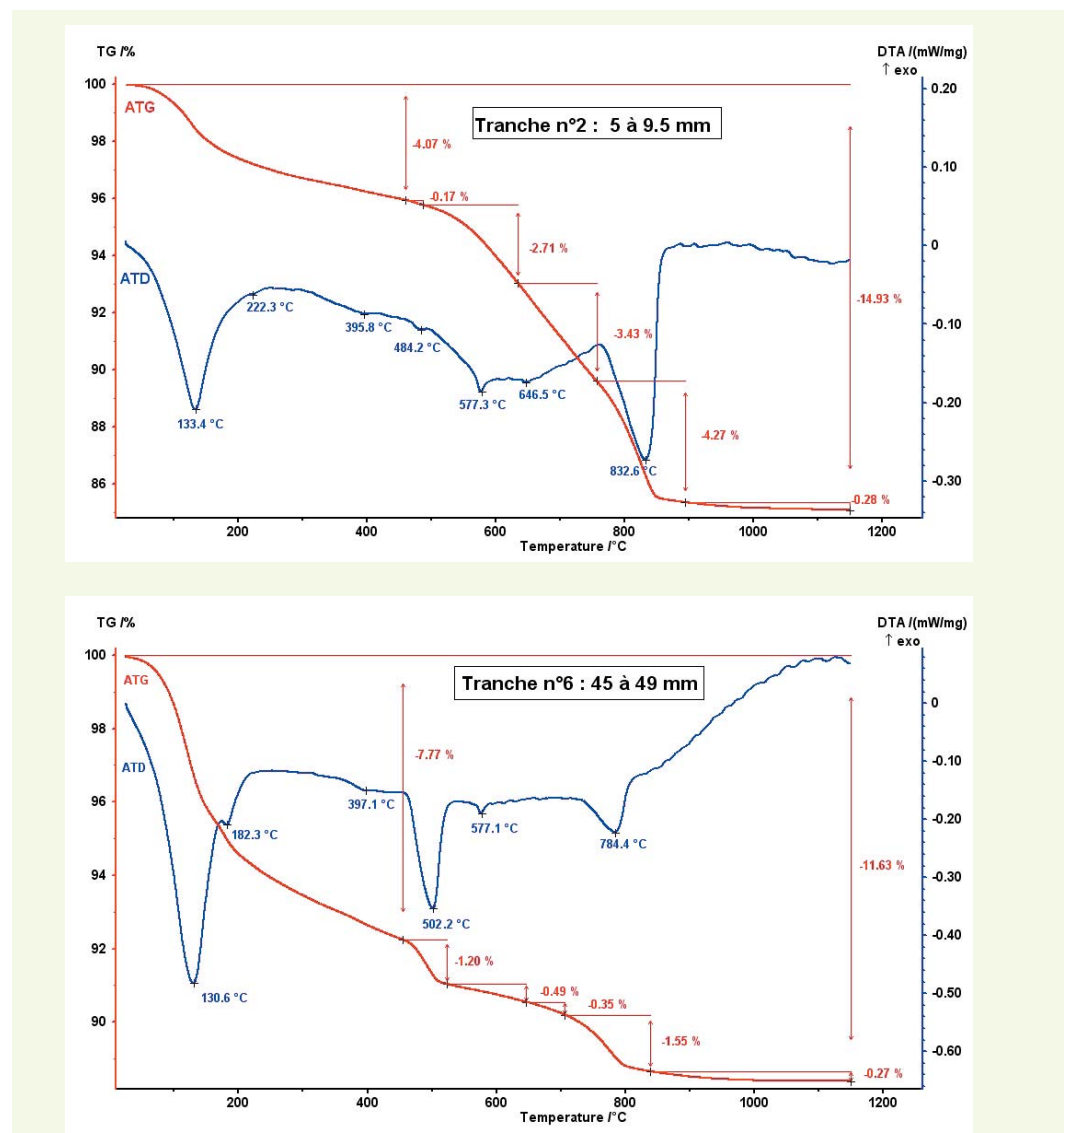 TG /%
DTA /(mW/mg)
↑ exo
100
0.20
ATG
Tranche n°2 : 5 à 9.5 mm
98
-4.07 %
0.10
96
-0.17 %
94
-2.71 %
0
ATD
92
222.3 °C
-14.93 %
395.8 °C
-3.43 %
-0.10
484.2 °C
90
577.3 °C
646.5 °C
-0.20
88
133.4 °C
-4.27 %
832.6 °C
86
-0.30
-0.28 %
200
400
600
800
1000
1200
Temperature /°C
TG /%
DTA /(mW/mg)
↑ exo
100
ATG
Tranche n°6 : 45 à 49 mm
0
98
-7.77 %
ATD
-0.10
96
397.1 °C
182.3 °C
577.1 °C
-0.20
784.4 °C
94
-11.63 %
-0.30
502.2 °C
92
-0.40
-1.20 %
130.6 °C
-0.49 %
-0.50
-0.35 %
90
-1.55 %
-0.60
-0.27 %
200
400
600
800
1000
1200
Temperature /°C